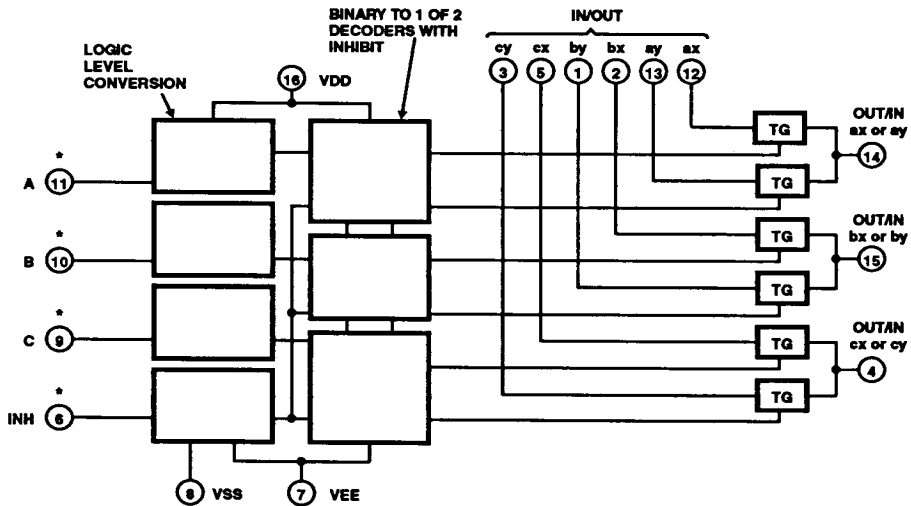 BINARY TO 1 OF 2
DECODERS WITH
INHIBIT
IN/OUT
LOGIC
LEVEL
CONVERSION
cy cx by bx ay ax
3 5 1 2 13 12
16 VDD
TG
OUT/IN
ax or ay
14
*
A 11
TG
*
B 10
TG
OUT/IN
bx or by
15
TG
*
C 9
TG
OUT/IN
cx or cy
4
*
INH 6
TG
8 VSS
7 VEE